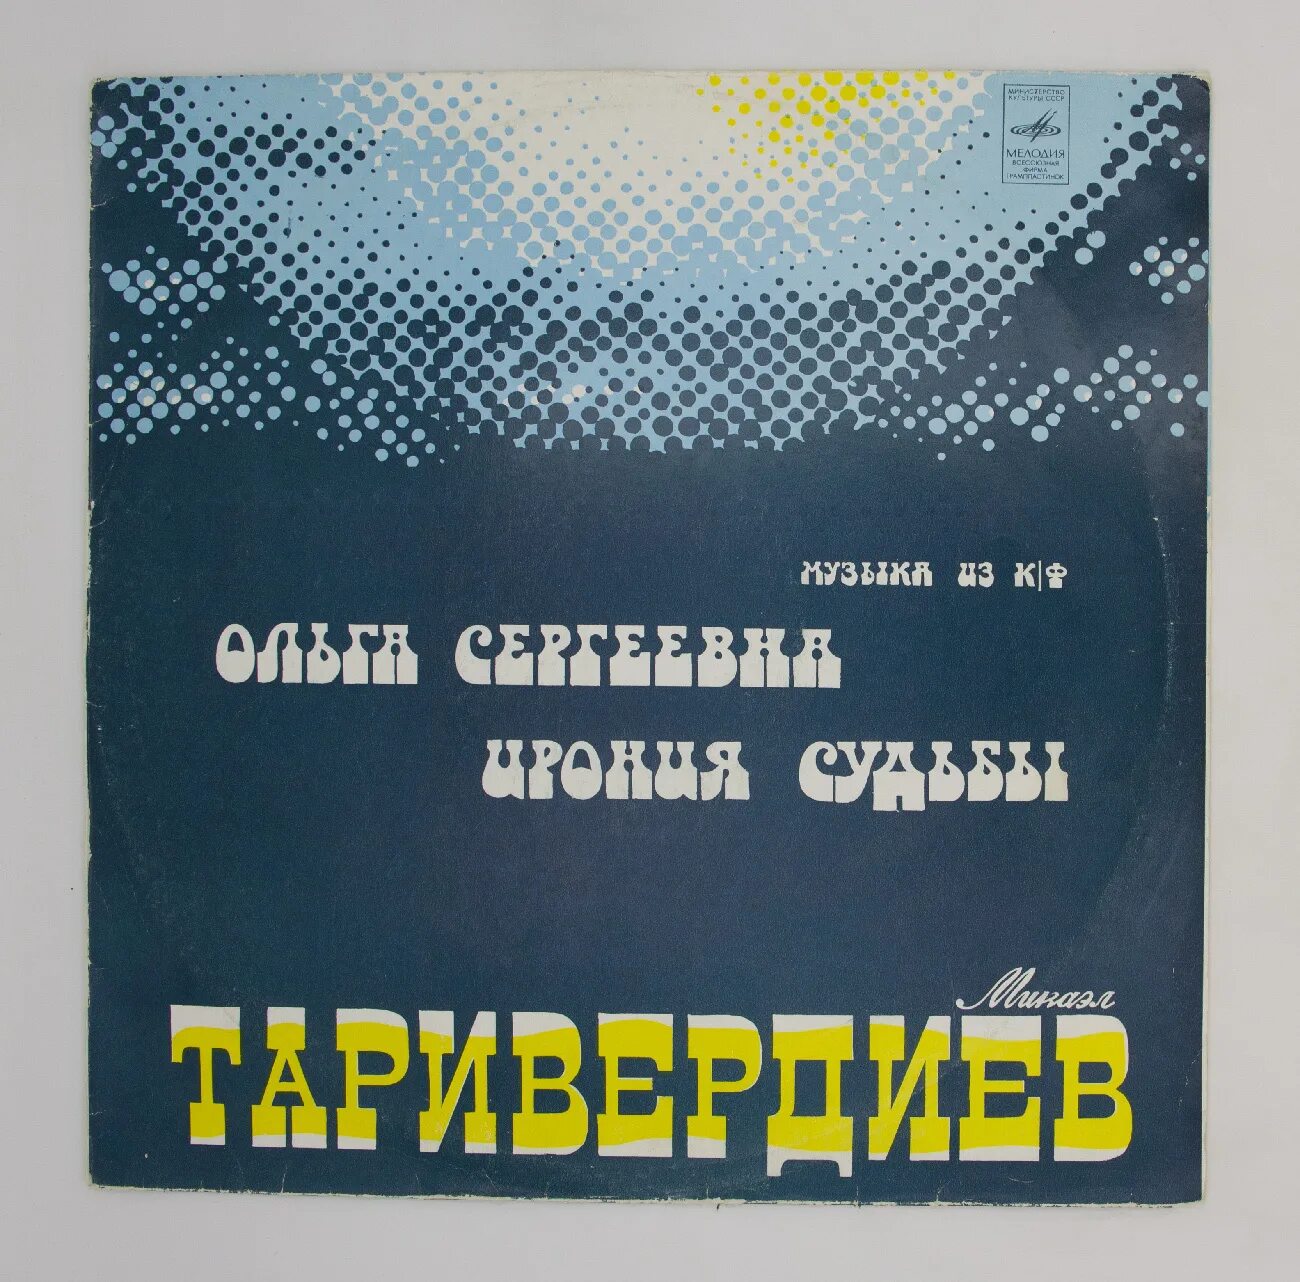 МИНИСТЕРСТВО
КУЛЬТУРЫ СССР
МЕЛОДИЯ
ВСЕСОЮЗНАЯ
ФИРМА
ГРАМПЛАСТИНОК
МУЗЫКА ИЗ К|Ф
ОЛЬГА СЕРГЕЕВНА
ИРОНИЯ СУДЬБЫ
Микаэл
ТАРИВЕРДИЕВ